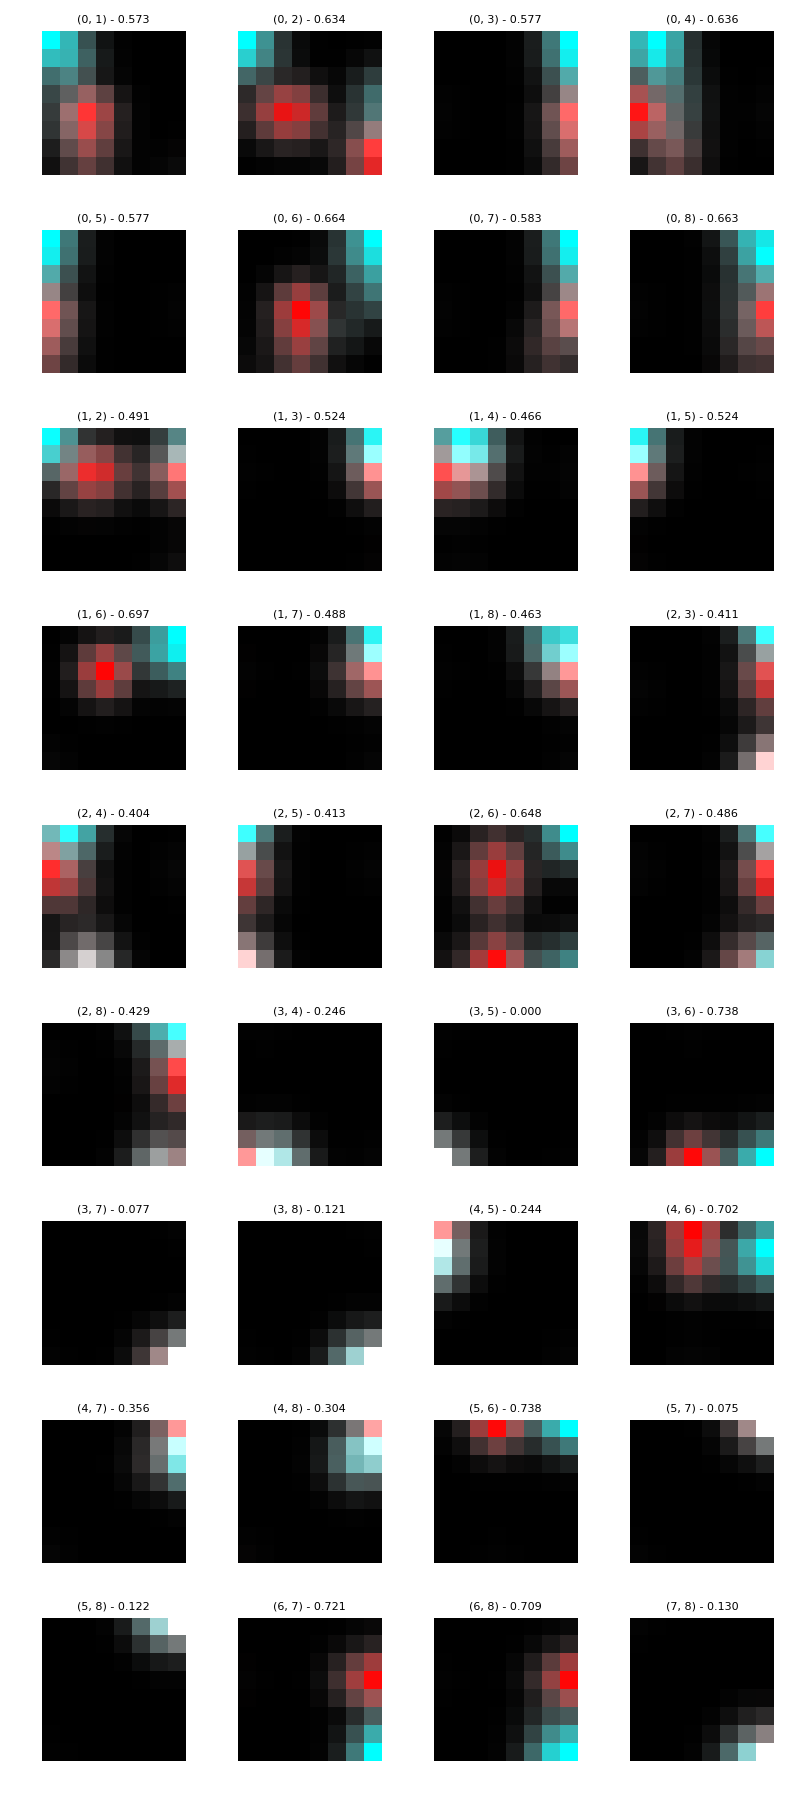 (0, 1) - 0.573 (0, 2) - 0.634 (0, 3) - 0.577 (0, 4) - 0.636
(0, 5) - 0.577 (0, 6) - 0.664 (0, 7) - 0.583 (0, 8) - 0.663
(1, 2) - 0.491 (1, 3) - 0.524 (1, 4) - 0.466 (1, 5) - 0.524
(1, 6) - 0.697 (1, 7) - 0.488 (1, 8) - 0.463 (2, 3) - 0.411
(2, 4) - 0.404 (2, 5) - 0.413 (2, 6) - 0.648 (2, 7) - 0.486
(2, 8) - 0.429 (3, 4) - 0.246 (3, 5) - 0.000 (3, 6) - 0.738
(3, 7) - 0.077 (3, 8) - 0.121 (4, 5) - 0.244 (4, 6) - 0.702
(4, 7) - 0.356 (4, 8) - 0.304 (5, 6) - 0.738 (5, 7) - 0.075
(5, 8) - 0.122 (6, 7) - 0.721 (6, 8) - 0.709 (7, 8) - 0.130